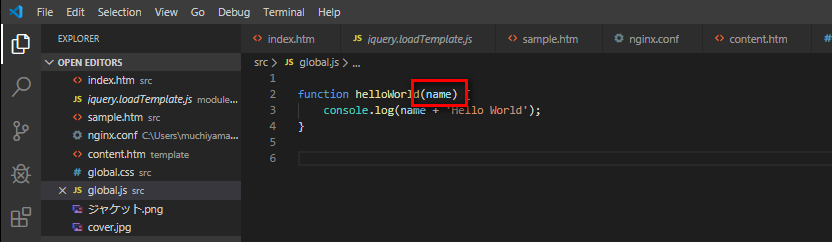 File Edit Selection View Go Debug Terminal Help
EXPLORER
index.htm jquery.loadTemplate.js sample.htm nginx.conf content.htm
OPEN EDITORS
index.htm src
jquery.loadTemplate.js module...
sample.htm src
nginx.conf C:\Users\muchiyama...
content.htm template
global.css src
JS global.js src
ジャケット.png
cover.jpg
src > JS global.js > ...
1
2 function helloWorld(name) {
3 console.log(name + 'Hello World');
4 }
5
6